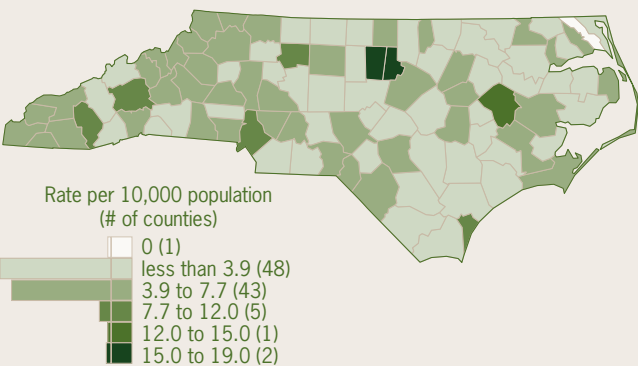 Rate per 10,000 population
(# of counties)
0 (1)
less than 3.9 (48)
3.9 to 7.7 (43)
7.7 to 12.0 (5)
12.0 to 15.0 (1)
15.0 to 19.0 (2)